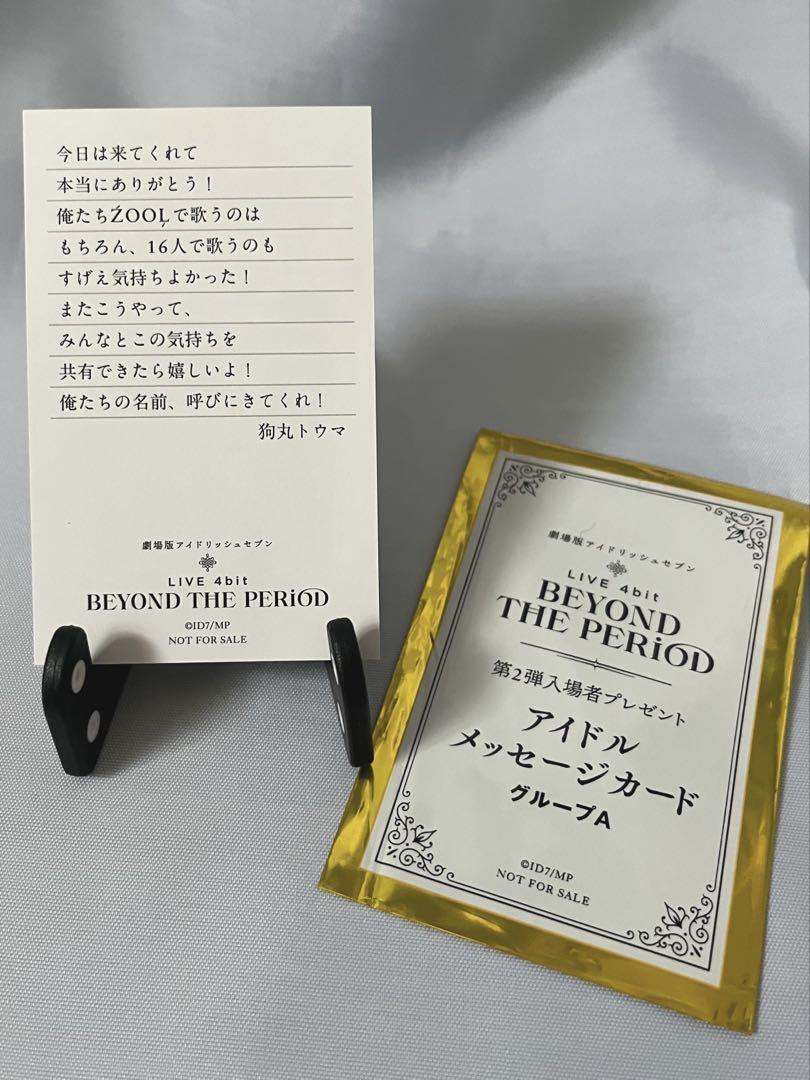 今日は来てくれて
本当にありがとう！
俺たちŹOOĻで歌うのは
もちろん、16人で歌うのも
すげえ気持ちよかった！
またこうやって、
みんなとこの気持ちを
共有できたら嬉しいよ！
俺たちの名前、呼びにきてくれ！
狗丸トウマ
劇場版アイドリッシュセブン
LIVE 4bit
BEYOND THE PERiOD
©ID7/MP
NOT FOR SALE
劇場版アイドリッシュセブン
LIVE 4bit
BEYOND
THE PERiOD
第2弾入場者プレゼント
アイドル
メッセージカード
グループA
©ID7/MP
NOT FOR SALE